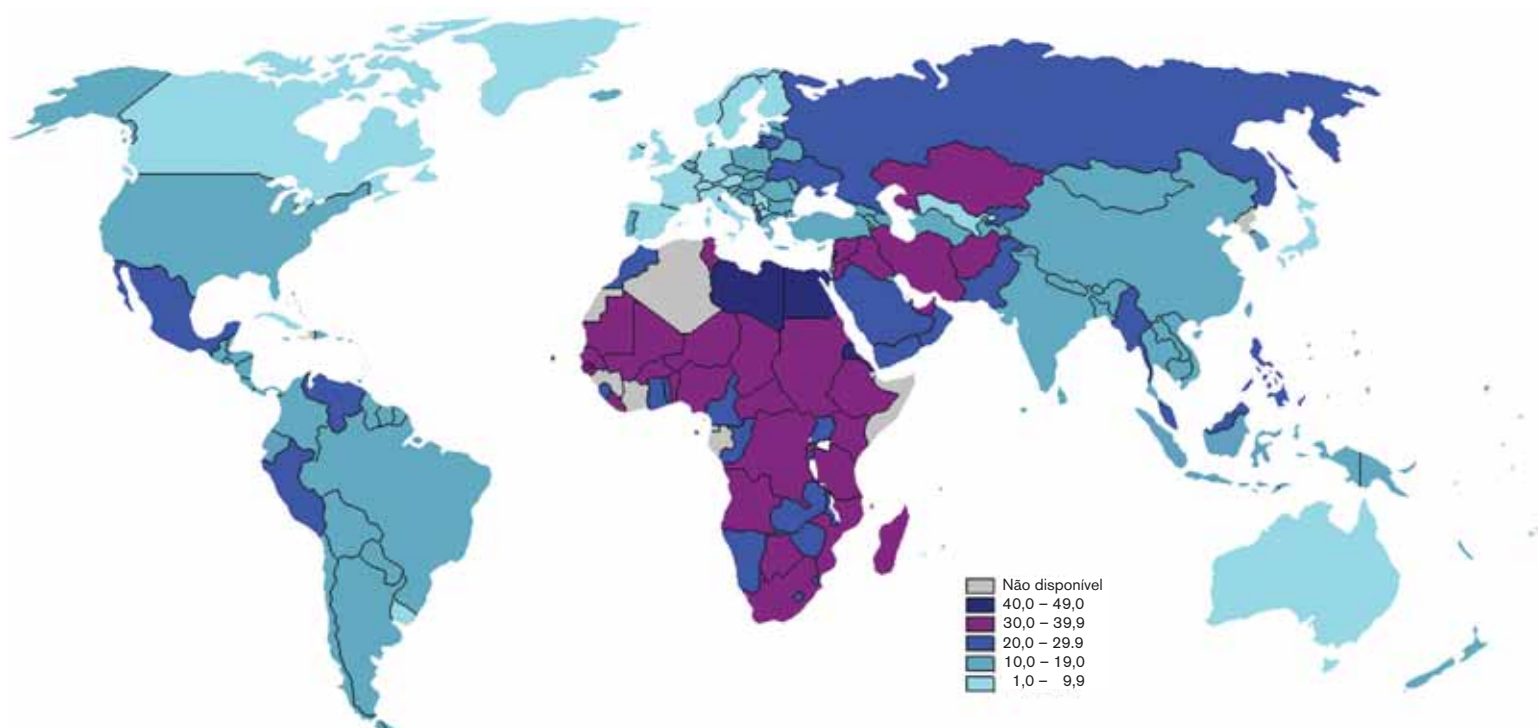 Não disponível
40,0 – 49,0
30,0 – 39,9
20,0 – 29.9
10,0 – 19,0
1,0 – 9,9